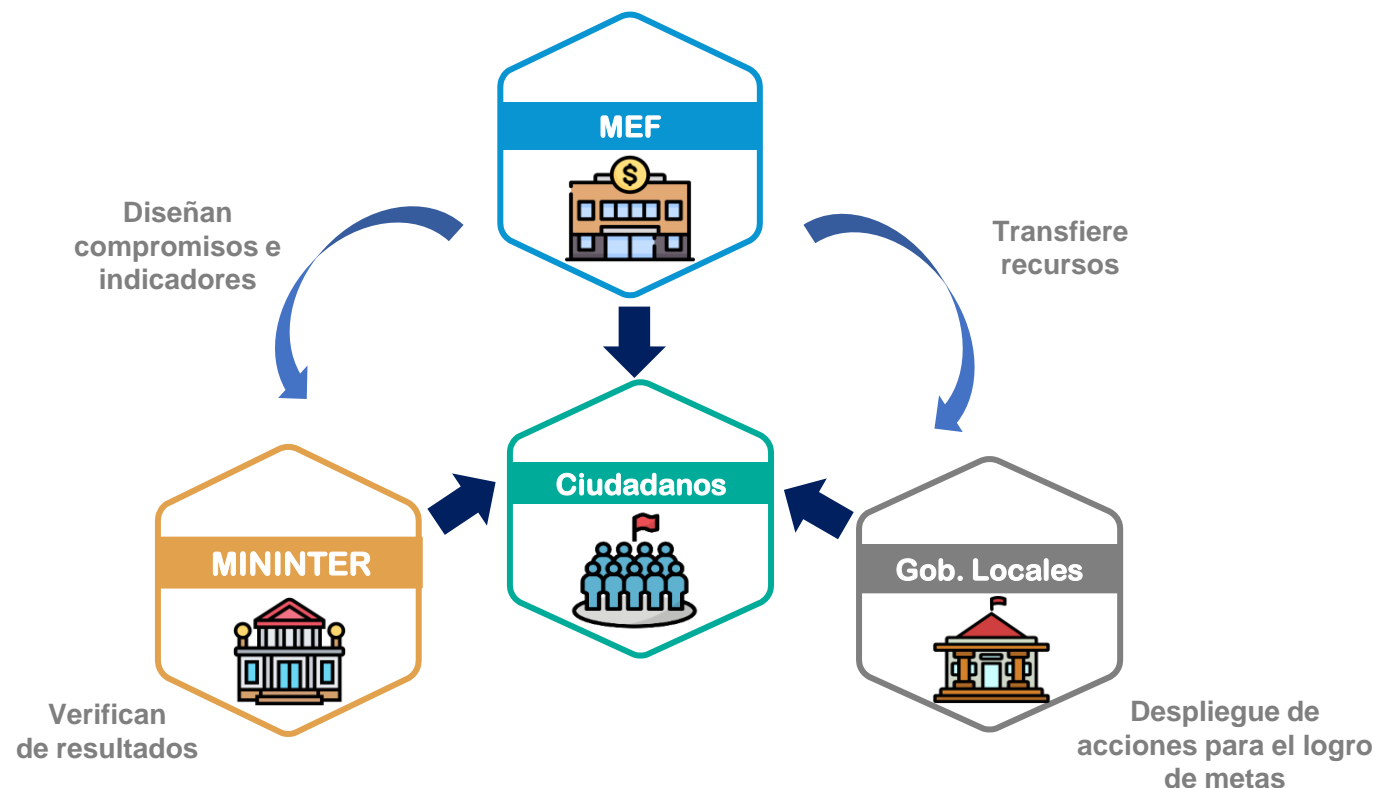 MEF
Diseñan
compromisos e
indicadores
Transfiere
recursos
Ciudadanos
MININTER
Gob. Locales
Verifican
de resultados
Despliegue de
acciones para el logro
de metas